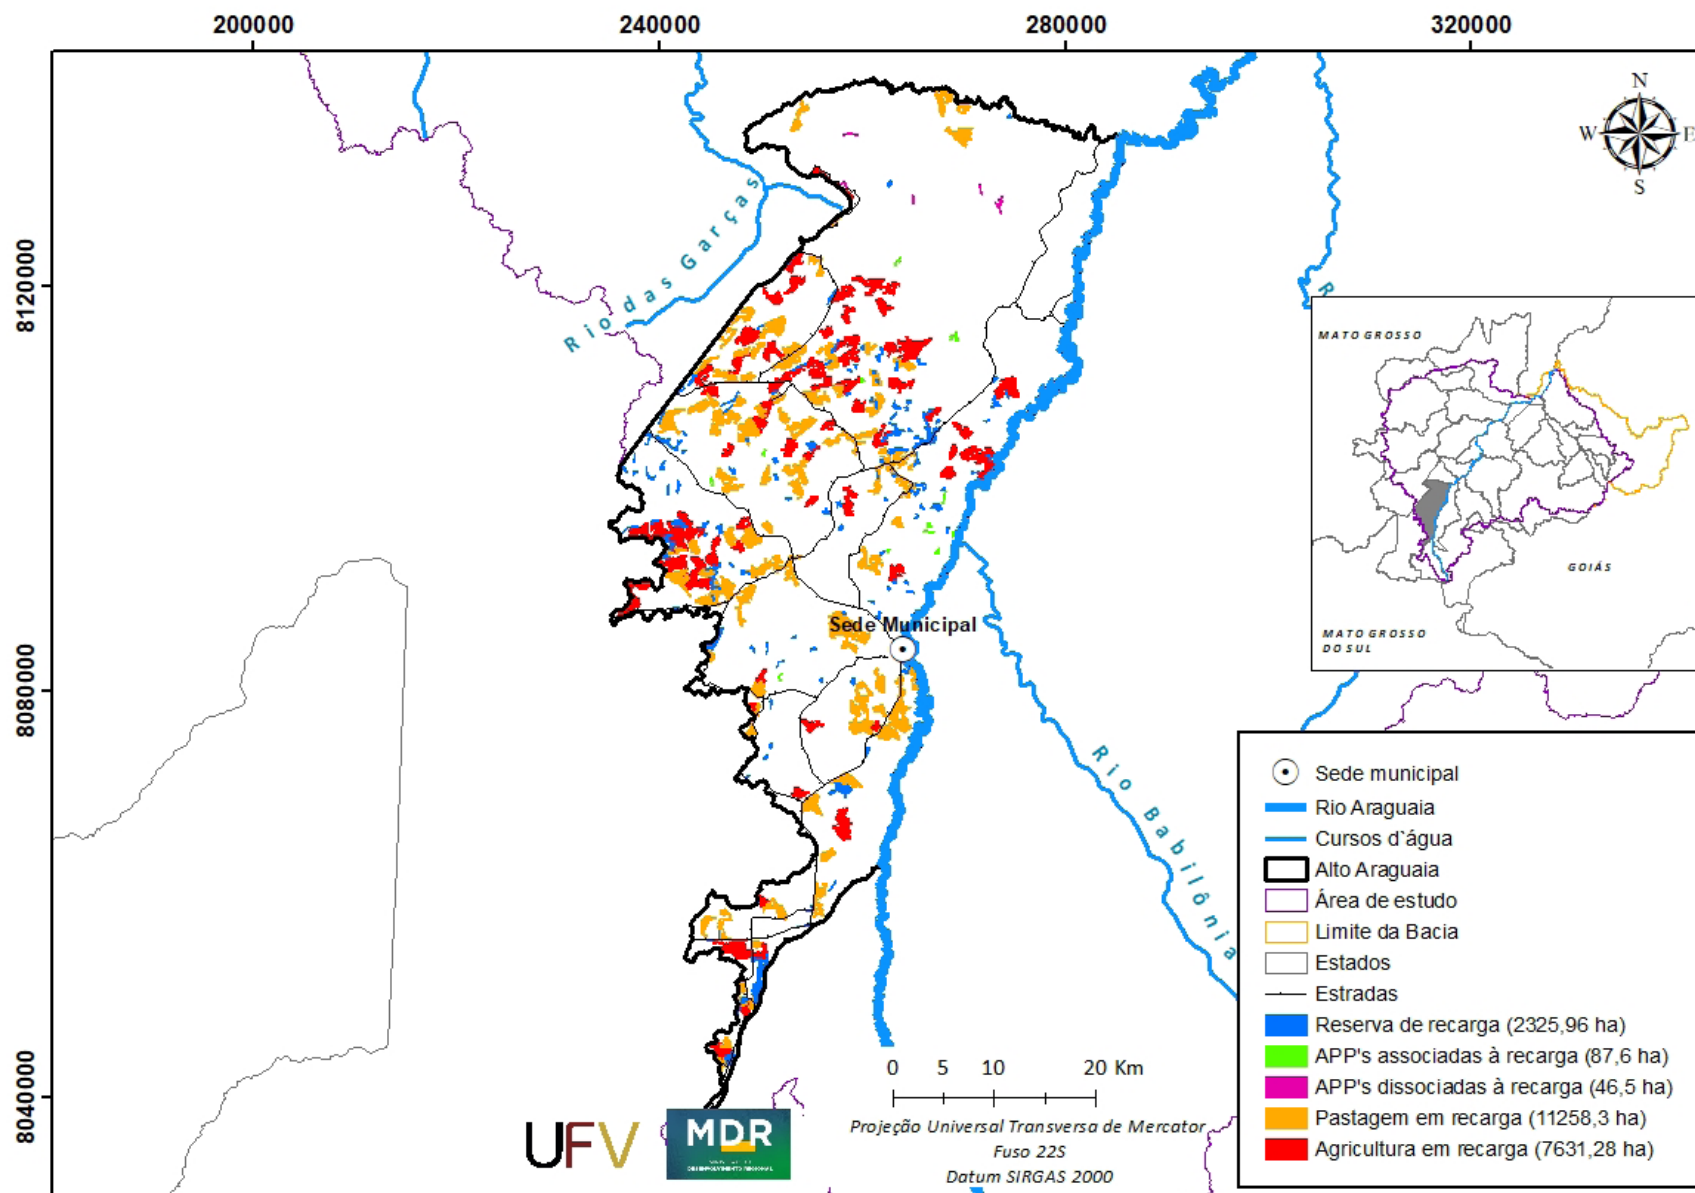 200000
240000
280000
320000
8120000
8080000
8040000
N
W
E
S
Rio das Garças
R
MATO GROSSO
GOIÁS
MATO GROSSO
DO SUL
Sede Municipal
Rio Babilônia
Sede municipal
Rio Araguaia
Cursos d`água
Alto Araguaia
Área de estudo
Limite da Bacia
Estados
Estradas
Reserva de recarga (2325,96 ha)
APP's associadas à recarga (87,6 ha)
APP's dissociadas à recarga (46,5 ha)
Pastagem em recarga (11258,3 ha)
Agricultura em recarga (7631,28 ha)
0 5 10 20 Km
Projeção Universal Transversa de Mercator
Fuso 22S
Datum SIRGAS 2000
UFV
MDR
DESENVOLVIMENTO REGIONAL